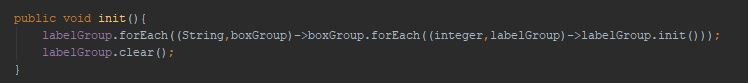 public void init(){
labelGroup.forEach((String,boxGroup)->boxGroup.forEach((integer,labelGroup)->labelGroup.init()));
labelGroup.clear();
}